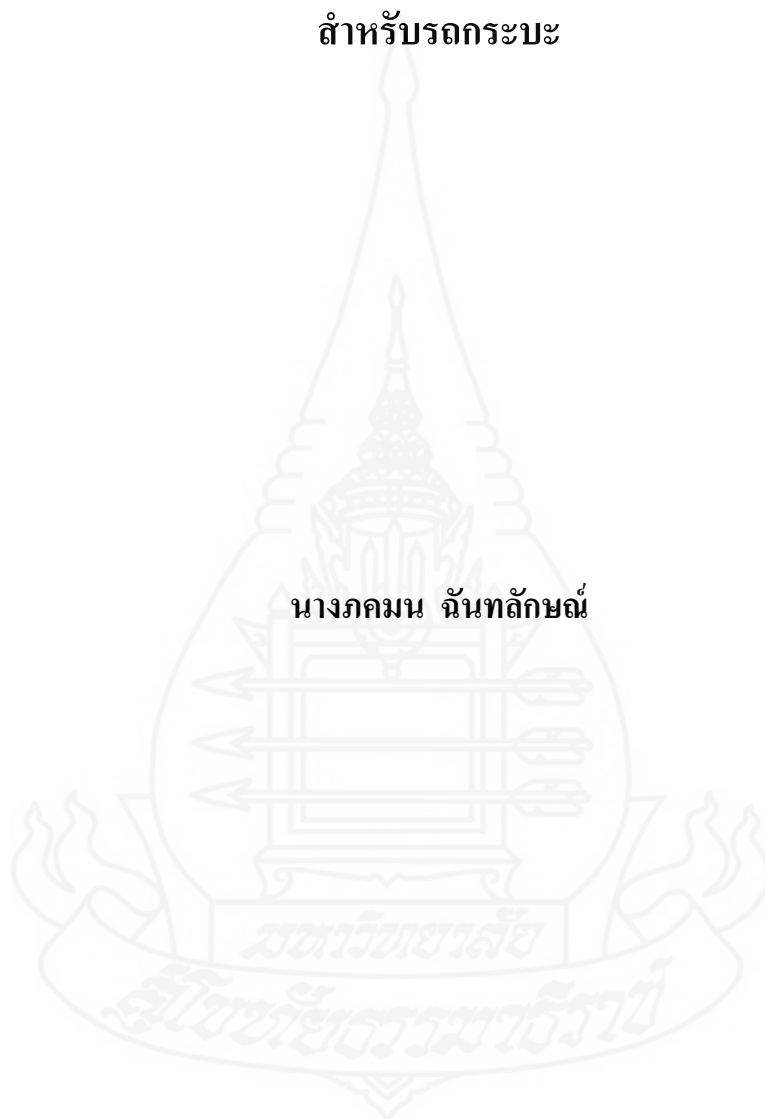 สำหรับรถกระบะ
นางภคมน ฉันทลักษณ์
มหาวิทยาลัย
สุโขทัยธรรมาธิราช